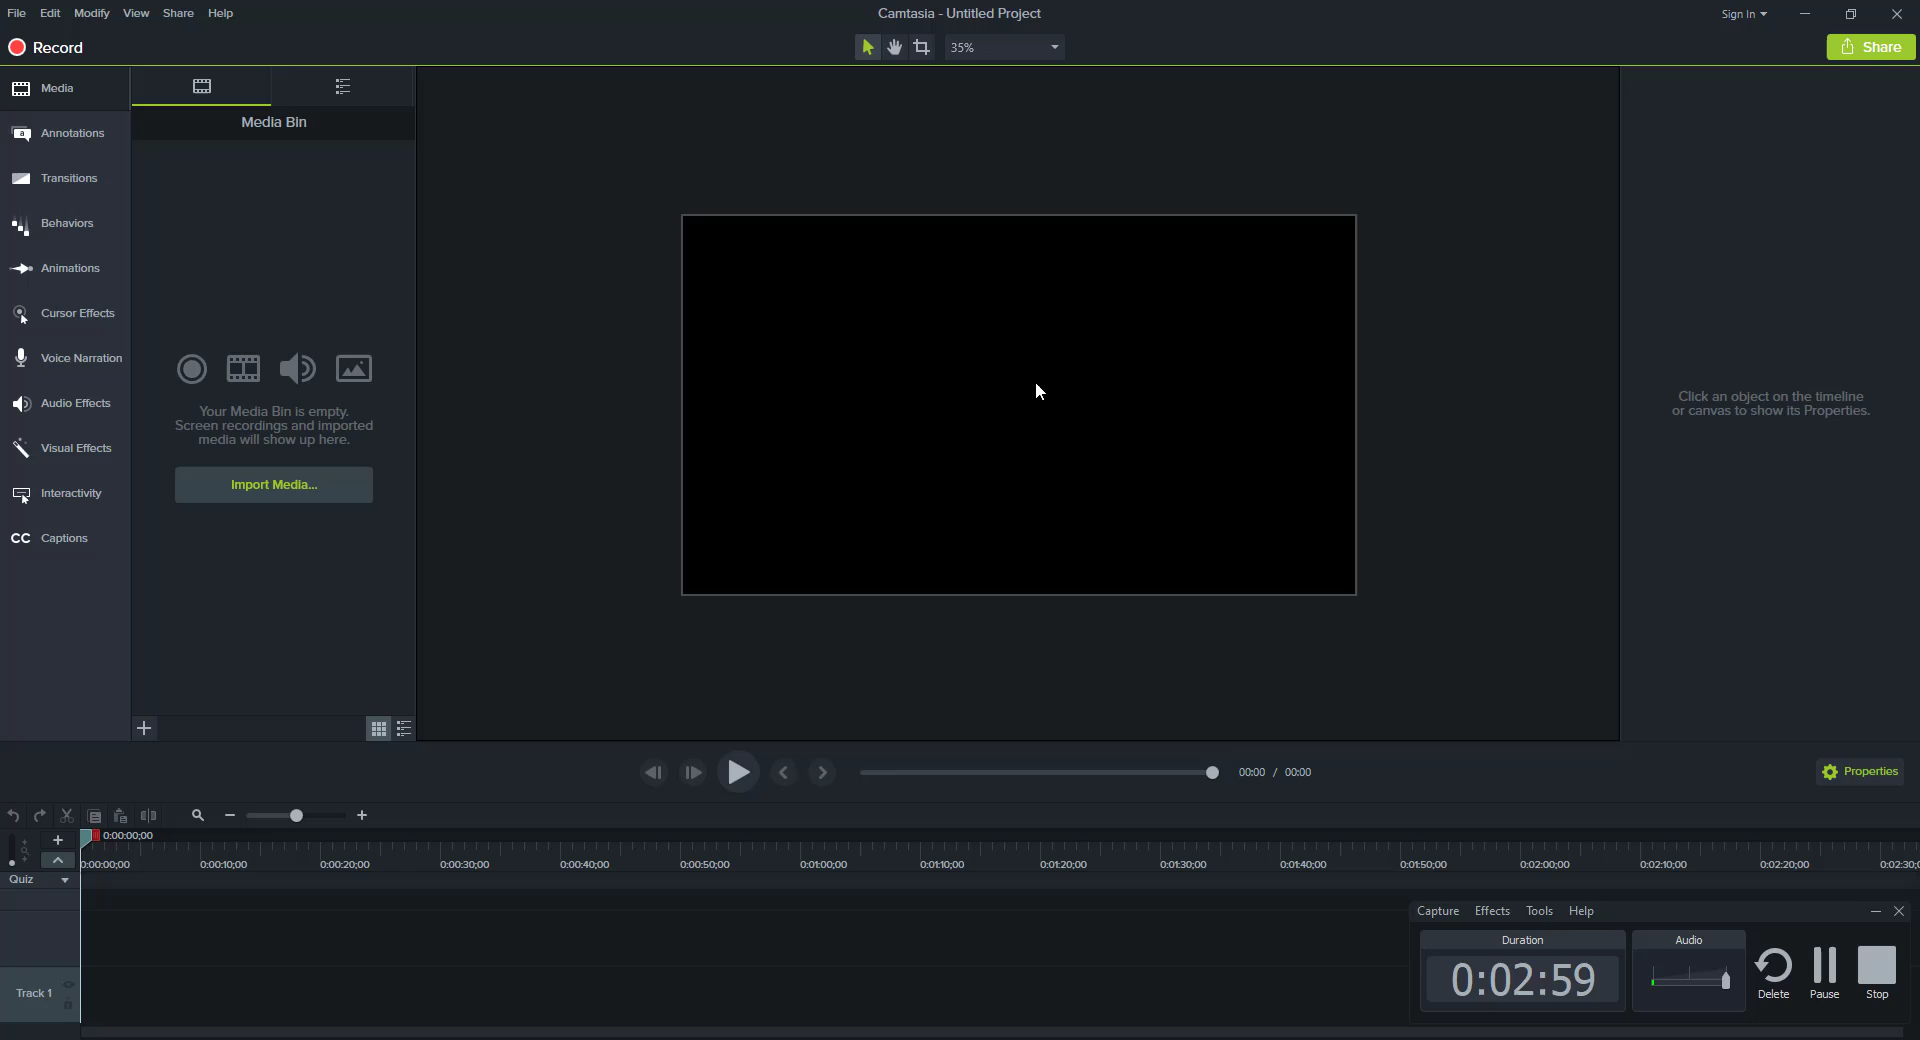 File Edit Modify View Share Help
Camtasia - Untitled Project
Sign In
Record
35%
Share
Media
Annotations
Transitions
Behaviors
Animations
Cursor Effects
Voice Narration
Audio Effects
Visual Effects
Interactivity
CC Captions
Media Bin
Your Media Bin is empty.
Screen recordings and imported
media will show up here.
Import Media...
Click an object on the timeline
or canvas to show its Properties.
00:00 / 00:00
Properties
0:00:00;00
0:00:00;00 0:00:10;00 0:00:20;00 0:00:30;00 0:00:40;00 0:00:50;00 0:01:00;00 0:01:10;00 0:01:20;00 0:01:30;00 0:01:40;00 0:01:50;00 0:02:00;00 0:02:10;00 0:02:20;00
Quiz
Track 1
Capture Effects Tools Help
Duration
0:02:59
Audio
Delete Pause Stop